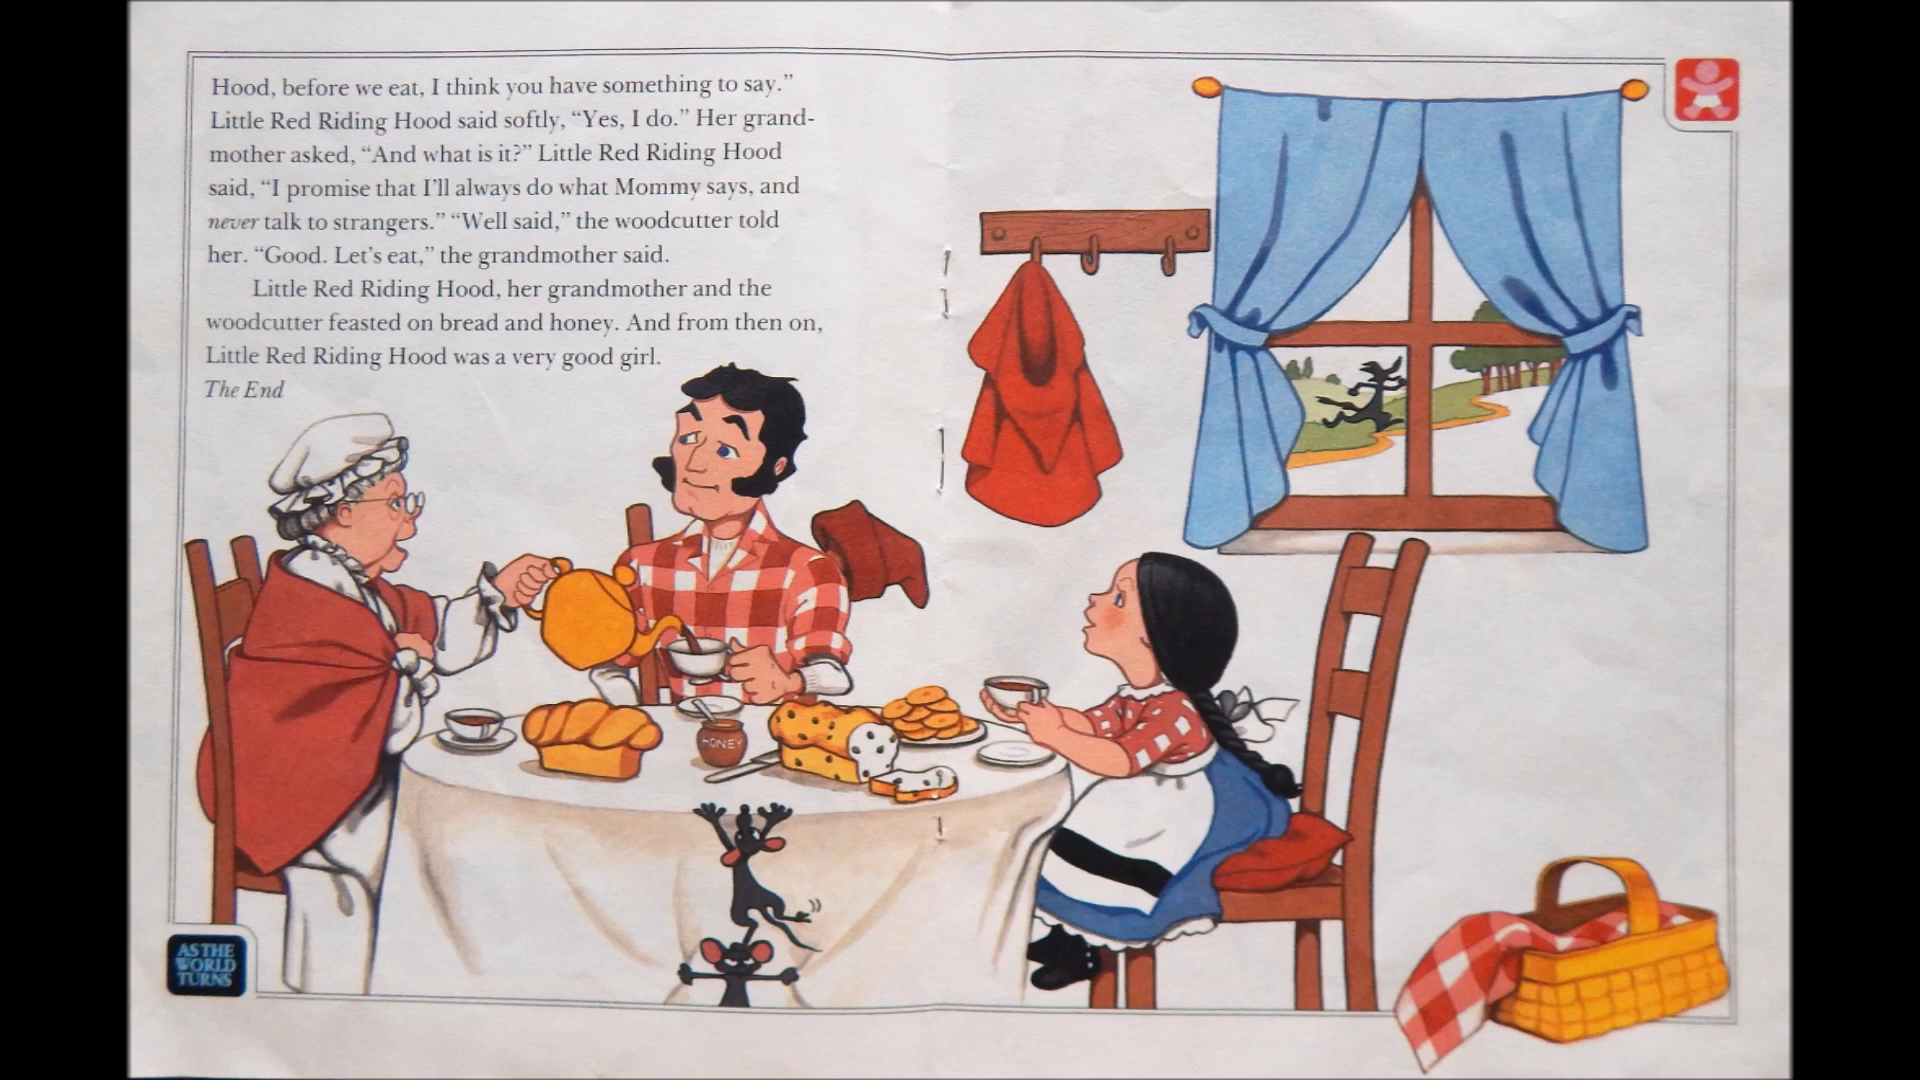 Hood, before we eat, I think you have something to say.”
Little Red Riding Hood said softly, “Yes, I do.” Her grand-
mother asked, “And what is it?” Little Red Riding Hood
said, “I promise that I’ll always do what Mommy says, and
never talk to strangers.” “Well said,” the woodcutter told
her. “Good. Let’s eat,” the grandmother said.
Little Red Riding Hood, her grandmother and the
woodcutter feasted on bread and honey. And from then on,
Little Red Riding Hood was a very good girl.
The End
HONEY
AS THE
WORLD
TURNS